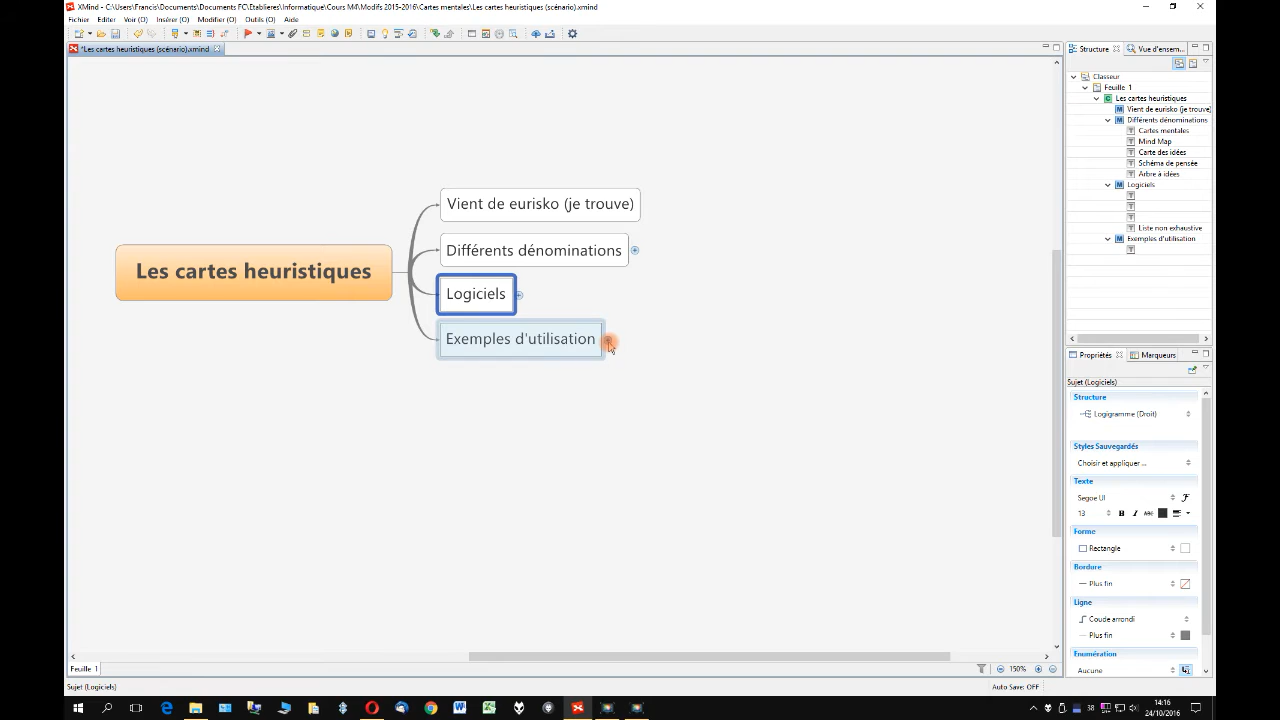 XMind - C:\Users\Francis\Documents\Documents FC\Etablieres\Informatique\Cours M4\Modifs 2015-2016\Cartes mentales\Les cartes heuristiques (scénario).xmind
Fichier Editer Voir (O) Insérer (O) Modifier (O) Outils (O) Aide
*Les cartes heuristiques (scénario).xmind
Structure
Vue d'ensem...
Classeur
Feuille 1
Les cartes heuristiques
Vient de eurisko (je trouve)
Différents dénominations
Cartes mentales
Mind Map
Carte des idées
Schéma de pensée
Arbre à idées
Logiciels
Liste non exhaustive
Exemples d'utilisation
Les cartes heuristiques
Vient de eurisko (je trouve)
Différents dénominations
Logiciels
Exemples d'utilisation
Propriétés
Marqueurs
Sujet (Logiciels)
Structure
Logigramme (Droit)
Styles Sauvegardés
Choisir et appliquer ...
Texte
Segoe UI
13 B I ABC
Forme
Rectangle
Bordure
Plus fin
Ligne
Coude arrondi
Plus fin
Enumération
Aucune
Feuille 1
150%
Sujet (Logiciels)
Auto Save: OFF
38
14:16
24/10/2016